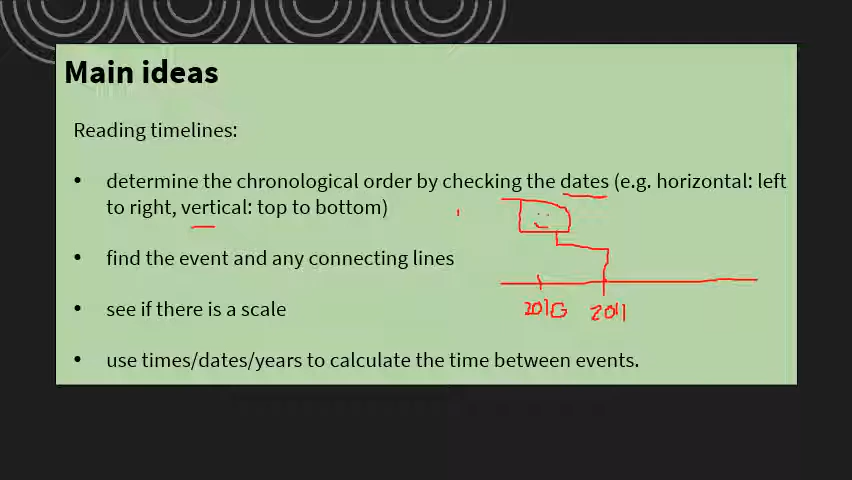 Main ideas
Reading timelines:
• determine the chronological order by checking the dates (e.g. horizontal: left
to right, vertical: top to bottom)
• find the event and any connecting lines
• see if there is a scale
2010 2011
• use times/dates/years to calculate the time between events.